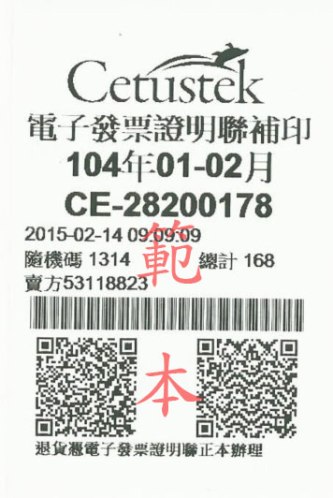 Cetustek
電子發票證明聯補印
104年01-02月
CE-28200178
2015-02-14 09:09:09
隨機碼 1314 總計 168
賣方53118823
範
本
退貨憑電子發票證明聯正本辦理